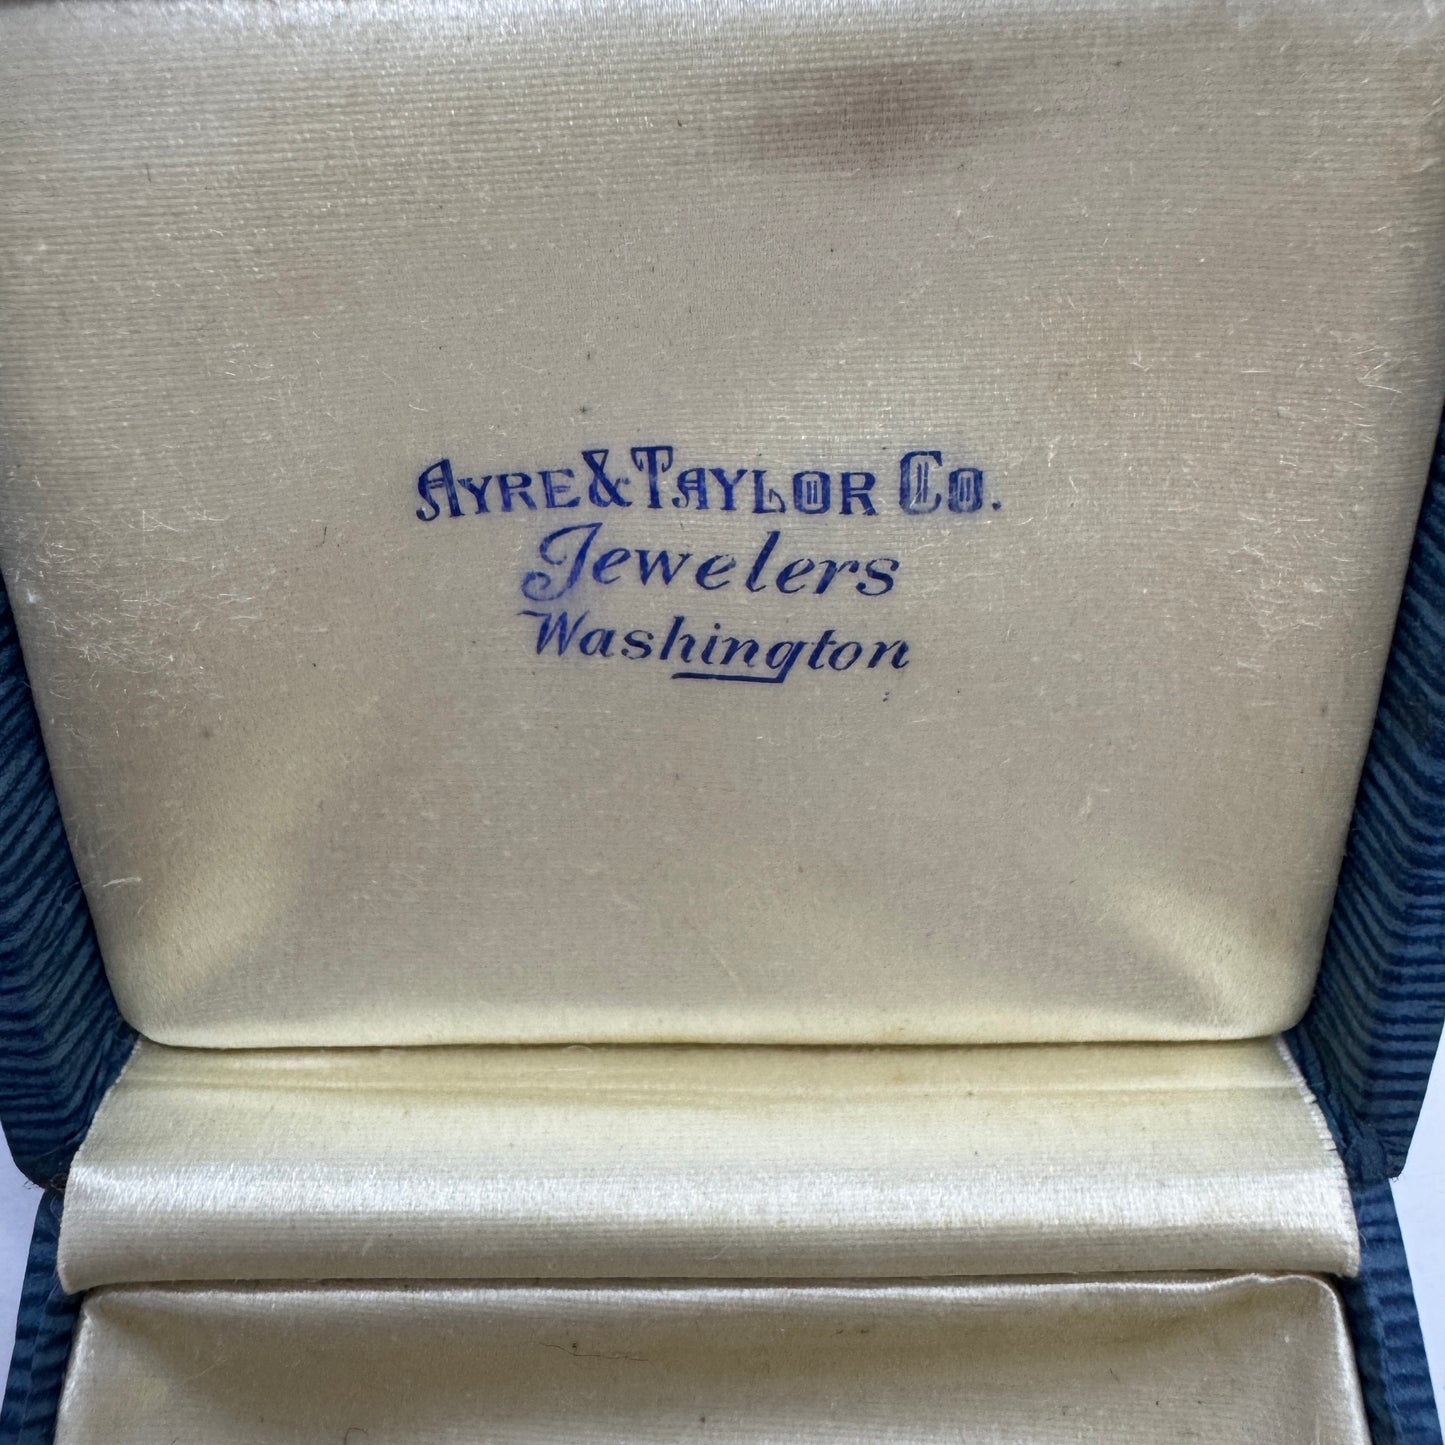 AYRE & TAYLOR CO.
Jewelers
Washington